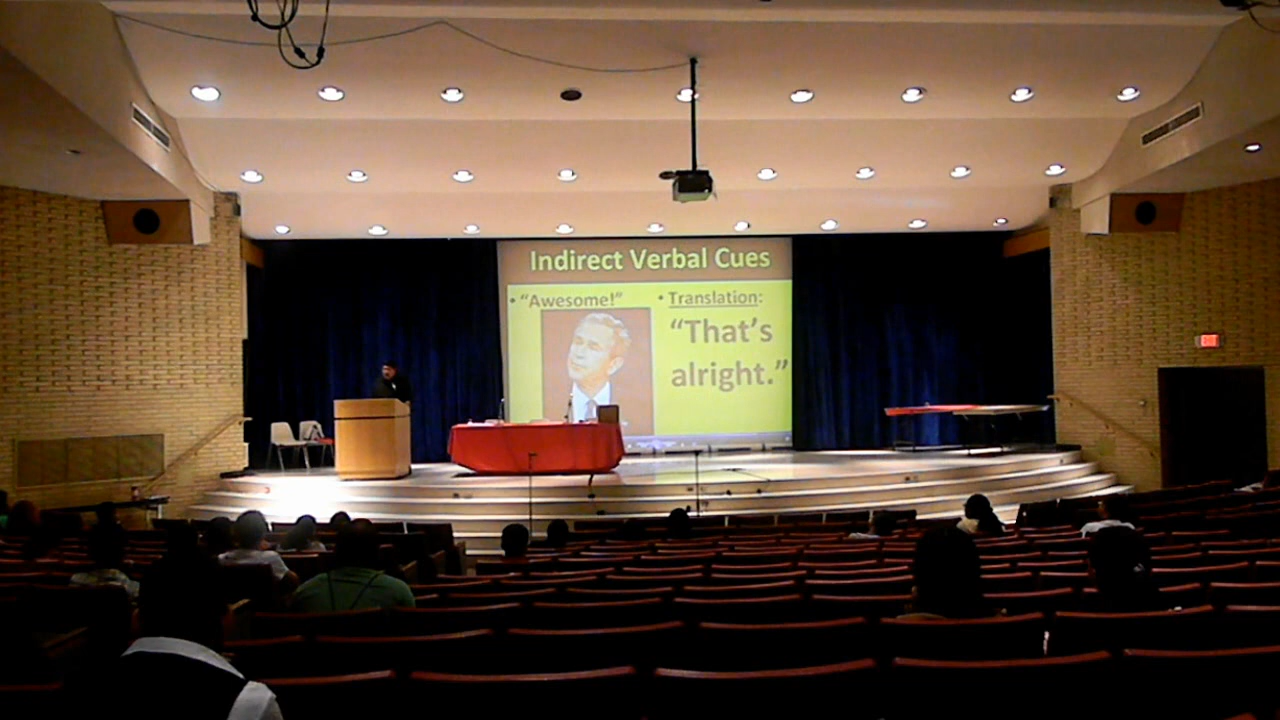 Indirect Verbal Cues
• “Awesome!”
• Translation:
“That’s
alright.”